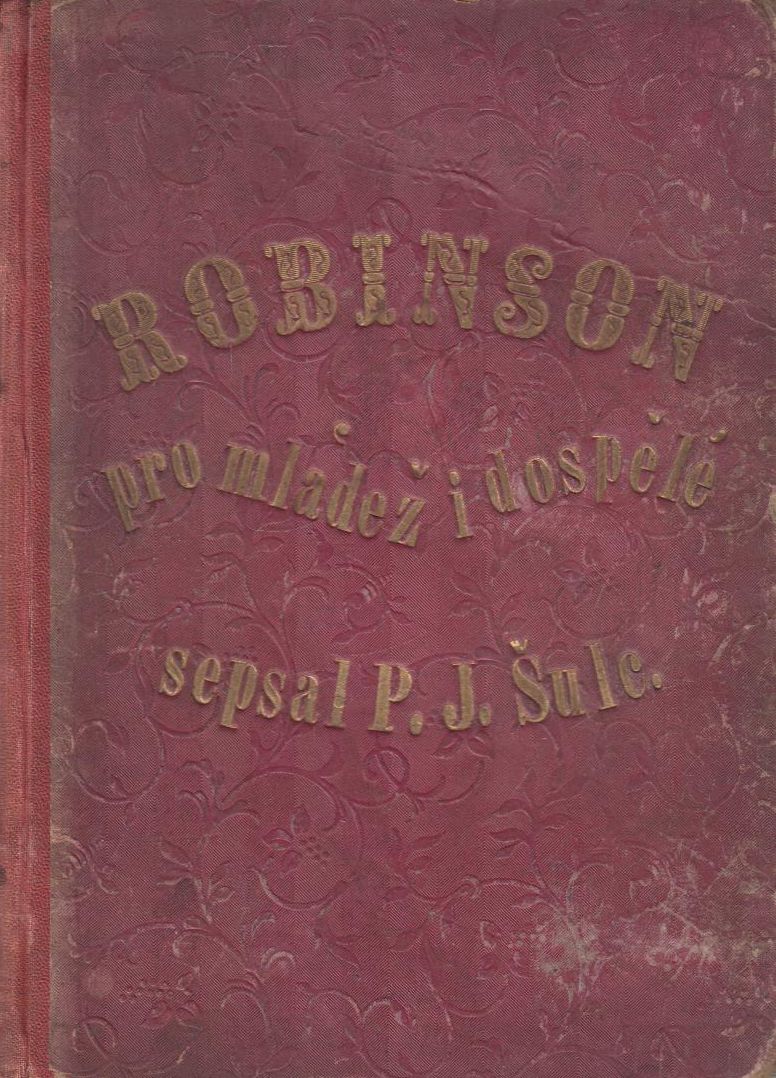 ROBINSON
pro mládež i dospělé
sepsal P. J. Šulc.